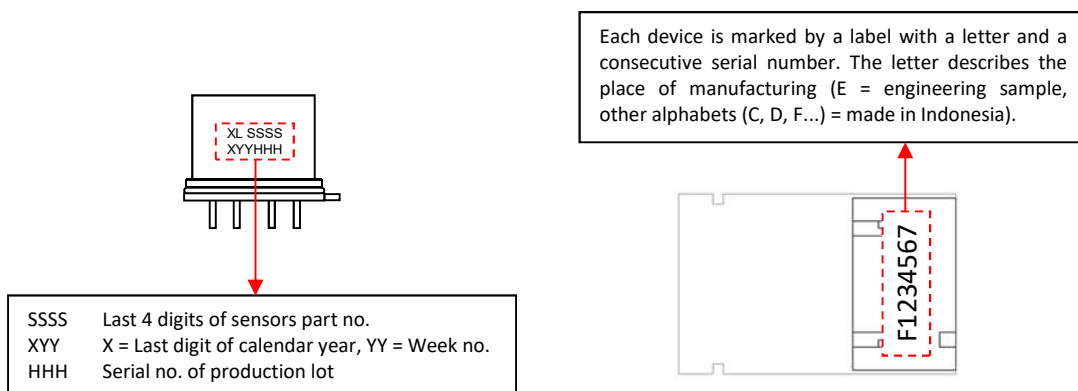 Each device is marked by a label with a letter and a
consecutive serial number. The letter describes the
place of manufacturing (E = engineering sample,
other alphabets (C, D, F...) = made in Indonesia).
XL SSSS
XYYHHH
F1234567
SSSS Last 4 digits of sensors part no.
XYY X = Last digit of calendar year, YY = Week no.
HHH Serial no. of production lot